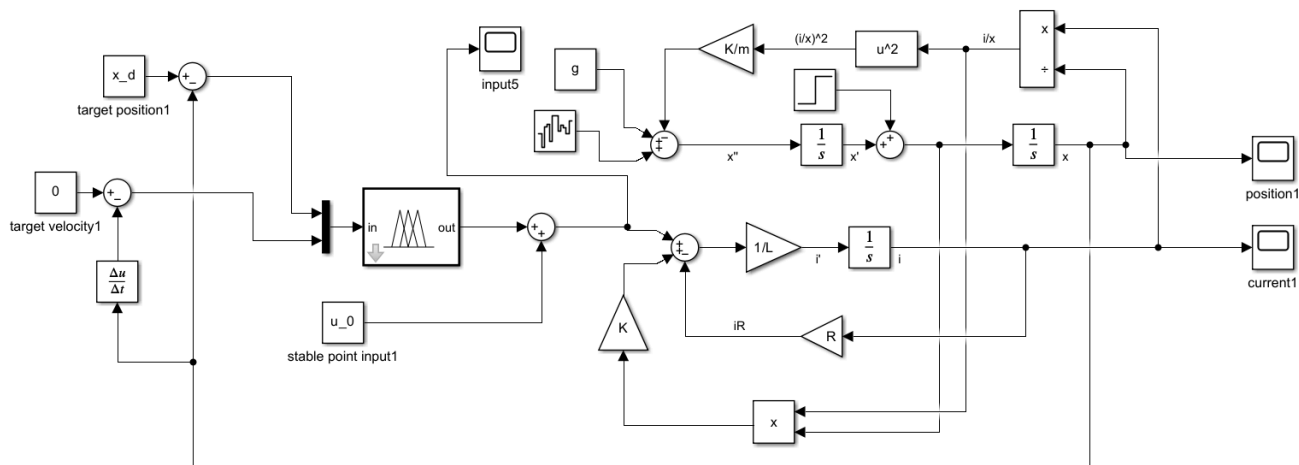 x_d
target position1
0
target velocity1
Δu
Δt
in
out
u_0
stable point input1
input5
g
K/m
(i/x)^2
u^2
i/x
x
÷
x''
1
s
x'
1
s
x
position1
1/L
i'
1
s
i
current1
K
iR
R
x